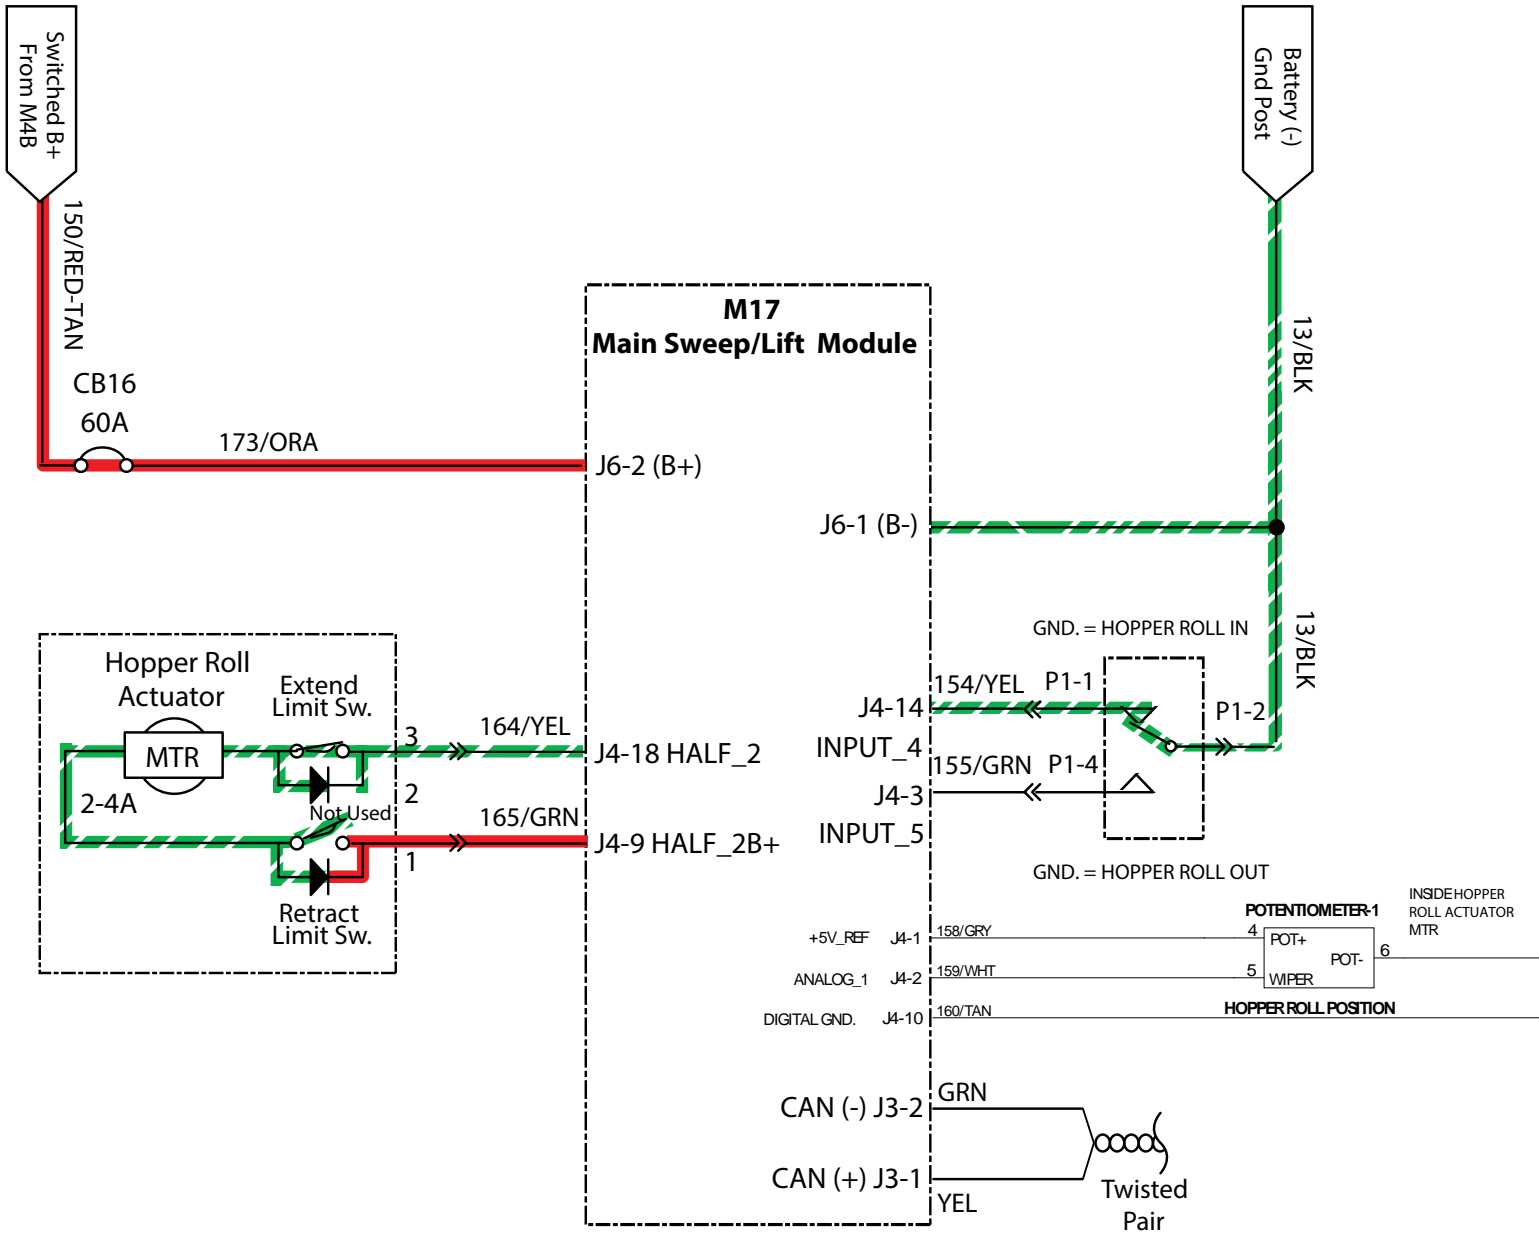 Switched B+
From M4B
Battery (-)
Gnd Post
150/RED-TAN
13/BLK
M17
Main Sweep/Lift Module
CB16
60A
173/ORA
J6-2 (B+)
J6-1 (B-)
GND. = HOPPER ROLL IN
13/BLK
Hopper Roll
Actuator
Extend
Limit Sw.
MTR
2-4A
3
164/YEL
J4-18 HALF_2
2
Not Used
165/GRN
J4-9 HALF_2B+
1
Retract
Limit Sw.
J4-14
INPUT_4
154/YEL
P1-1
P1-2
J4-3
INPUT_5
155/GRN
P1-4
GND. = HOPPER ROLL OUT
+5V_REF J4-1
158/GRY
ANALOG_1 J4-2
159/WHT
DIGITAL GND. J4-10
160/TAN
POTENTIOMETER-1
4
POT+
5
WIPER
POT-
6
INSIDE HOPPER
ROLL ACTUATOR
MTR
HOPPER ROLL POSITION
CAN (-) J3-2
GRN
CAN (+) J3-1
YEL
Twisted
Pair